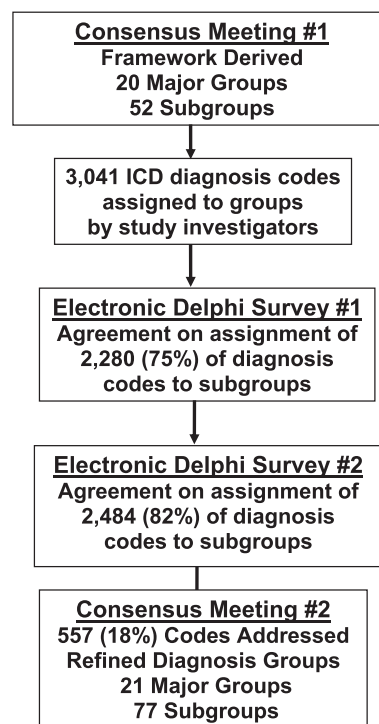 Consensus Meeting #1
Framework Derived
20 Major Groups
52 Subgroups
3,041 ICD diagnosis codes
assigned to groups
by study investigators
Electronic Delphi Survey #1
Agreement on assignment of
2,280 (75%) of diagnosis
codes to subgroups
Electronic Delphi Survey #2
Agreement on assignment of
2,484 (82%) of diagnosis
codes to subgroups
Consensus Meeting #2
557 (18%) Codes Addressed
Refined Diagnosis Groups
21 Major Groups
77 Subgroups